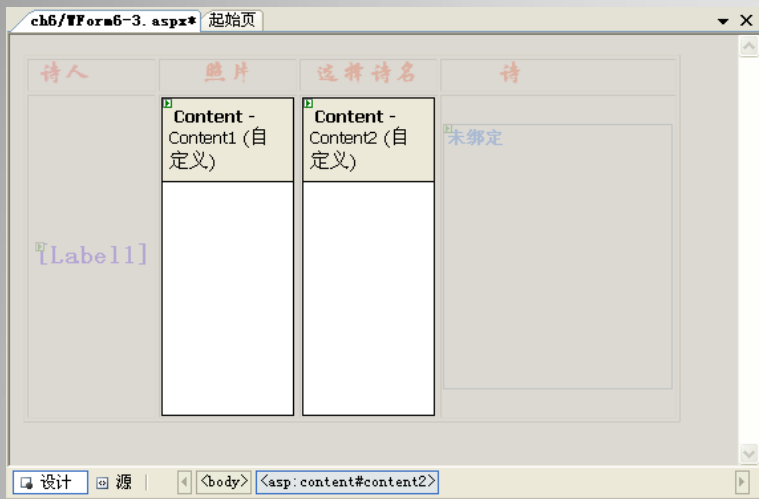 ch6/WForm6-3.aspx* 起始页
诗人 照片 选择诗名 诗
Content -
Content1 (自
定义)
Content -
Content2 (自
定义)
未绑定
[Label1]
设计 源 <body> <asp:content#content2>